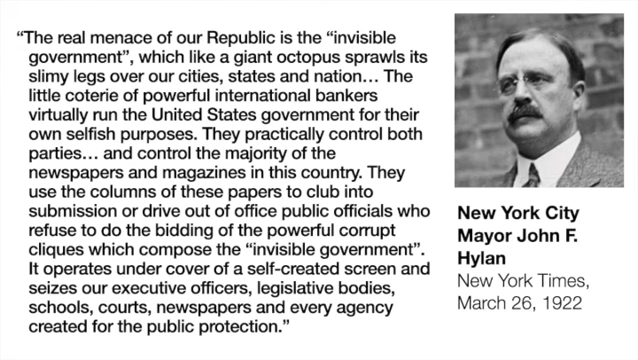 “The real menace of our Republic is the “invisible
government”, which like a giant octopus sprawls its
slimy legs over our cities, states and nation… The
little coterie of powerful international bankers
virtually run the United States government for their
own selfish purposes. They practically control both
parties… and control the majority of the
newspapers and magazines in this country. They
use the columns of these papers to club into
submission or drive out of office public officials who
refuse to do the bidding of the powerful corrupt
cliques which compose the “invisible government”.
It operates under cover of a self-created screen and
seizes our executive officers, legislative bodies,
schools, courts, newspapers and every agency
created for the public protection.”
New York City
Mayor John F.
Hylan
New York Times,
March 26, 1922